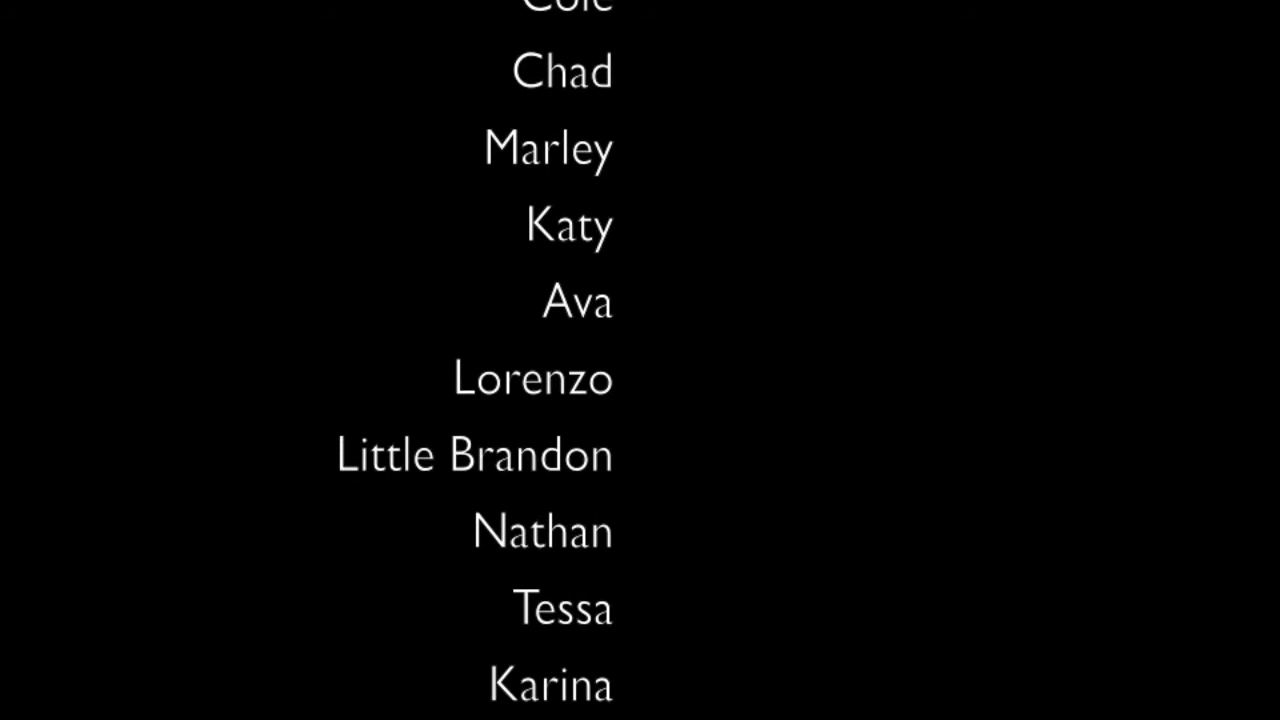 Chad
Marley
Katy
Ava
Lorenzo
Little Brandon
Nathan
Tessa
Karina